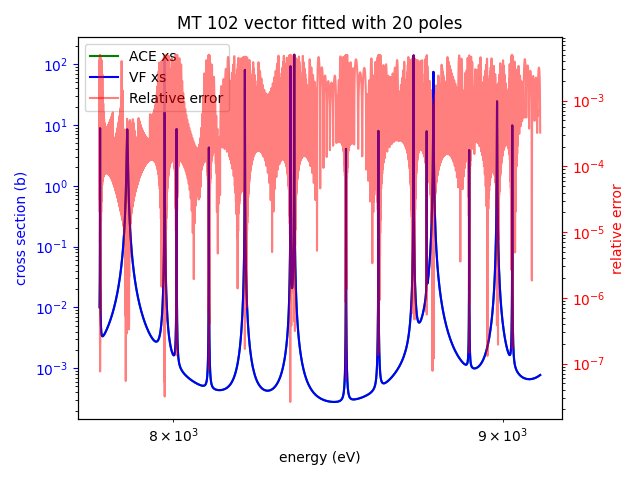 MT 102 vector fitted with 20 poles
ACE xs
VF xs
Relative error
10²
10¹
10⁰
10⁻¹
10⁻²
10⁻³
cross section (b)
10⁻³
10⁻⁴
10⁻⁵
10⁻⁶
10⁻⁷
relative error
8 × 10³
9 × 10³
energy (eV)